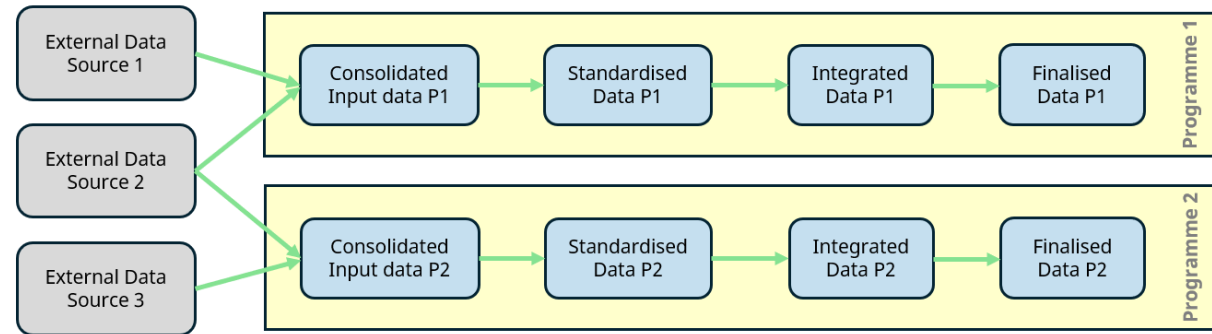 External Data
Source 1
Consolidated
Input data P1
Standardised
Data P1
Integrated
Data P1
Finalised
Data P1
Programme 1
External Data
Source 2
External Data
Source 3
Consolidated
Input data P2
Standardised
Data P2
Integrated
Data P2
Finalised
Data P2
Programme 2